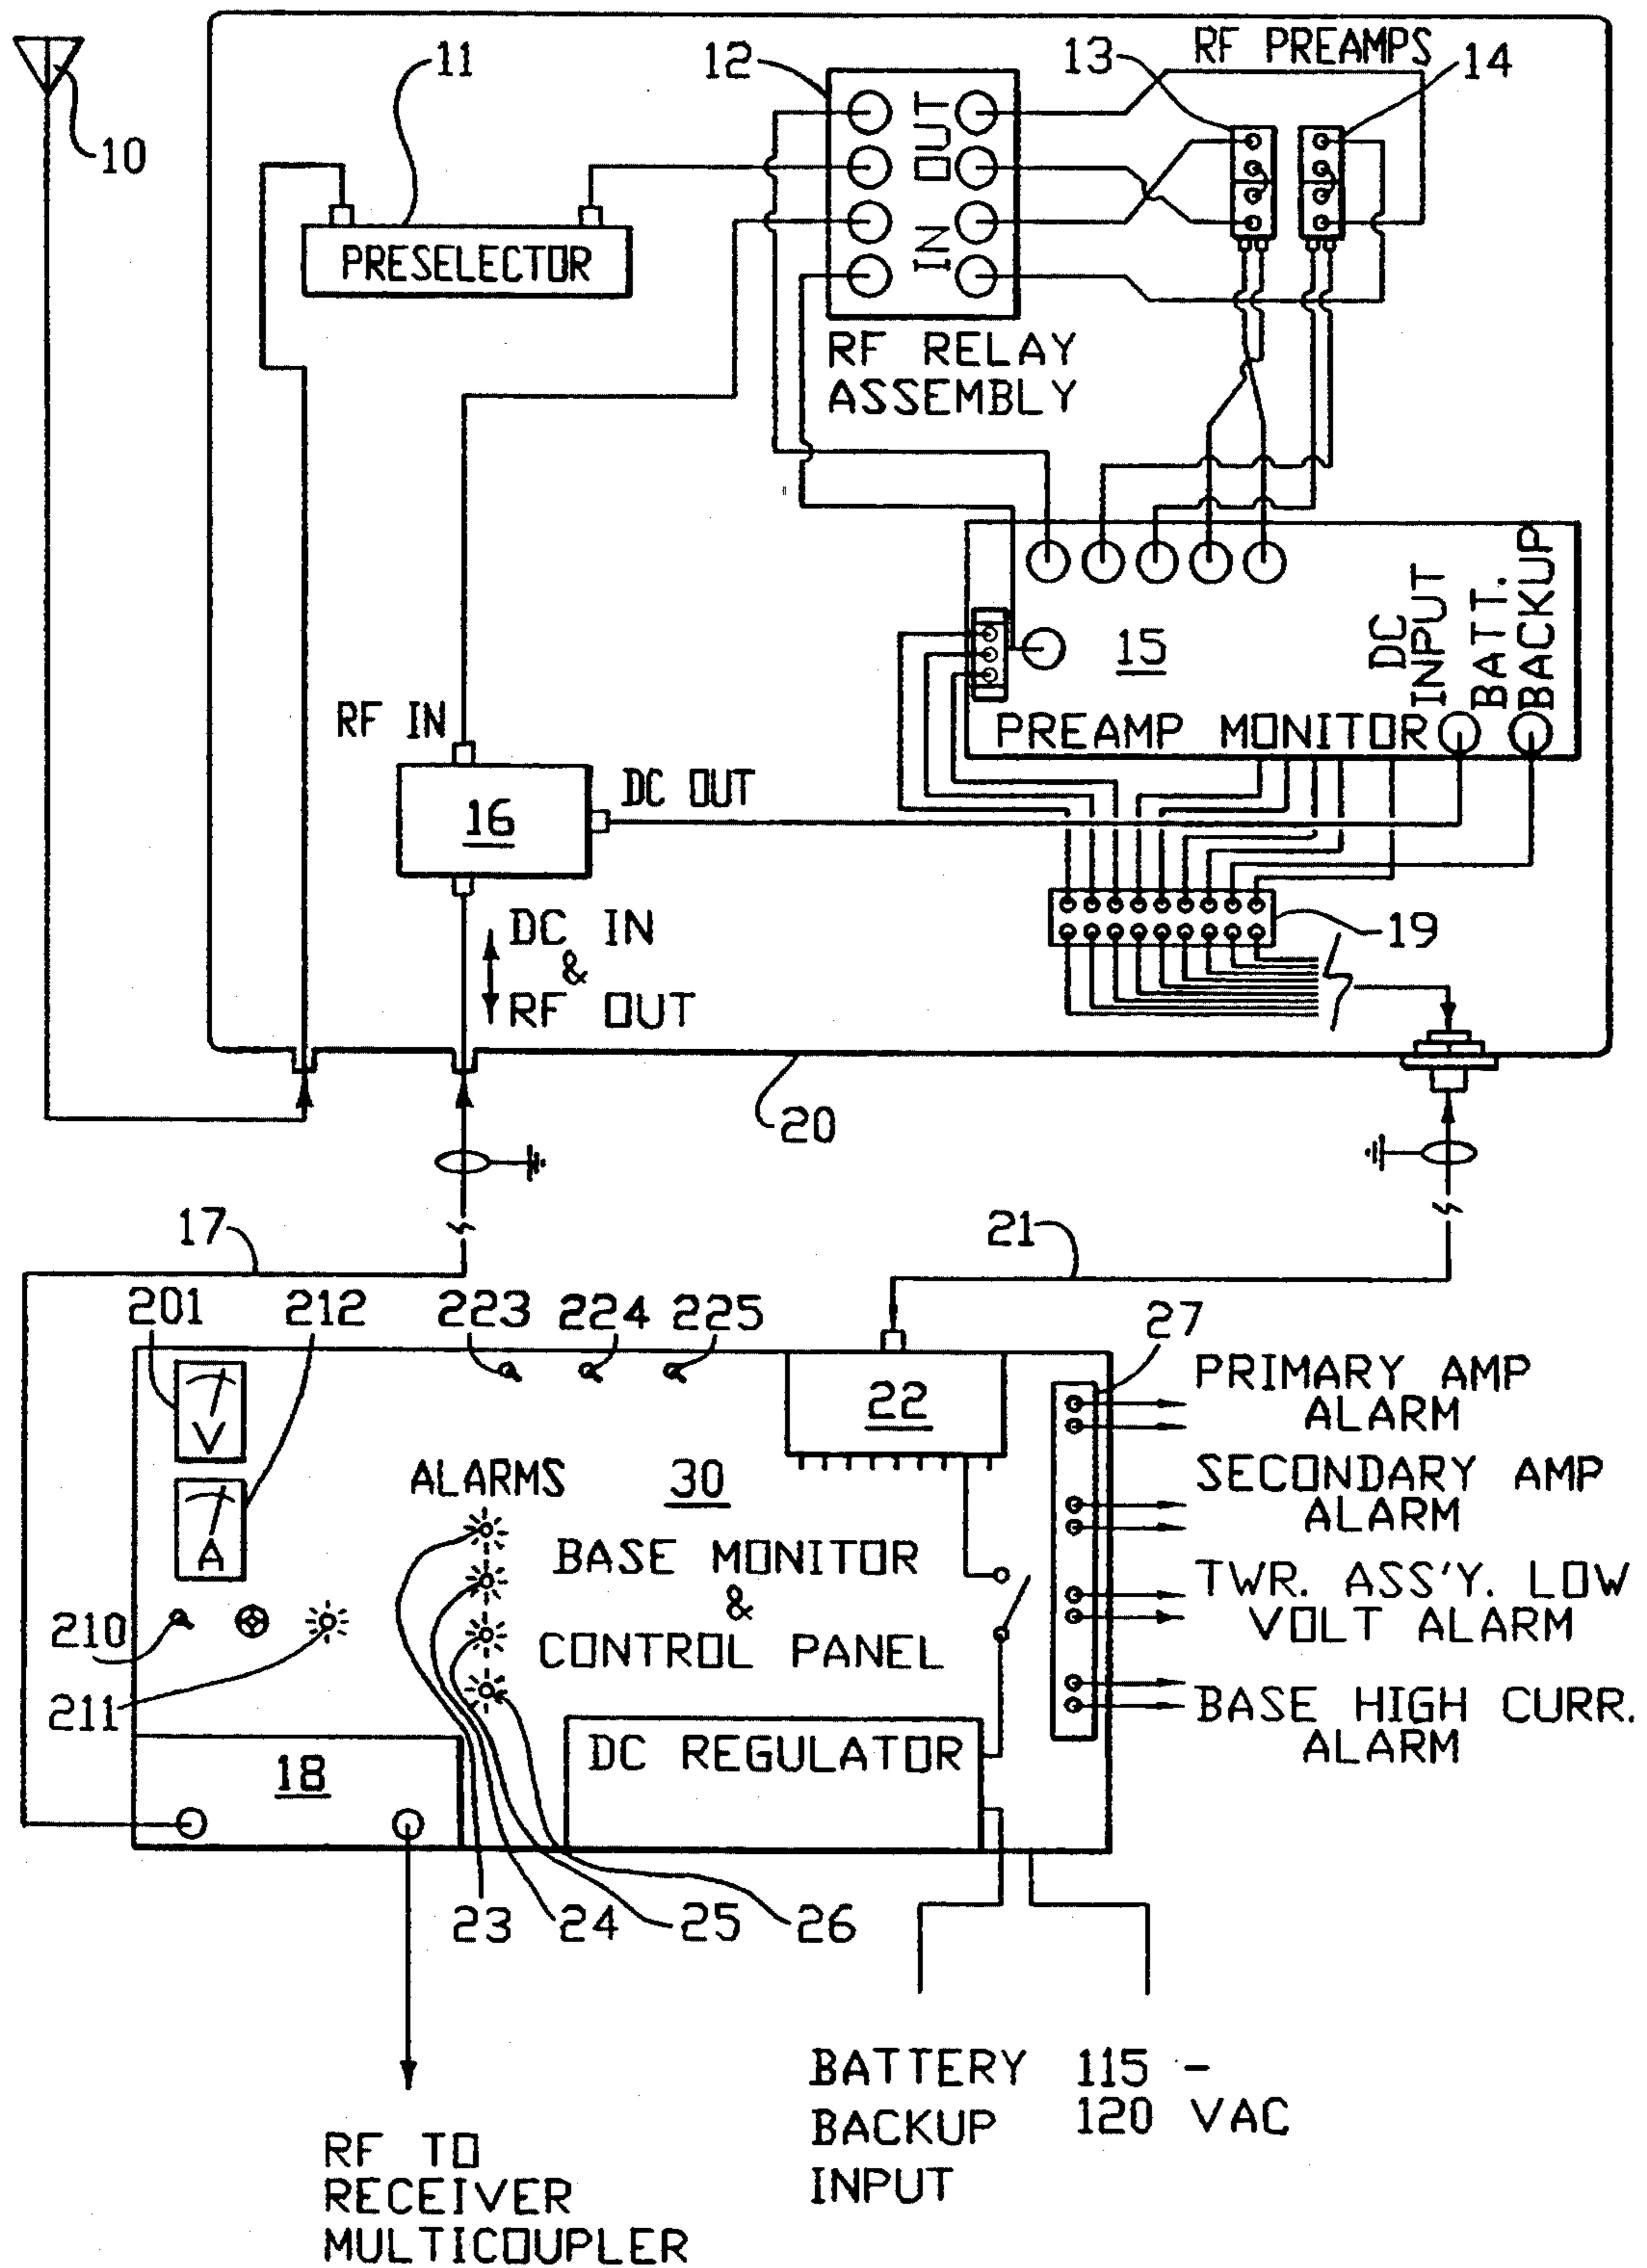 RF PREAMPS
11
12
13
14
10
OUT
IN
PRESELECTOR
RF RELAY
ASSEMBLY
15
DC
INPUT
BATT.
BACKUP
PREAMP MONITOR
RF IN
16
DC OUT
DC IN
&
RF OUT
19
20
17
21
201
212
223
224
225
27
V
A
22
PRIMARY AMP
ALARM
SECONDARY AMP
ALARM
TWR. ASS'Y. LOW
VOLT ALARM
BASE HIGH CURR.
ALARM
ALARMS
30
BASE MONITOR
&
CONTROL PANEL
210
211
18
DC REGULATOR
23
24
25
26
BATTERY
BACKUP
INPUT
115 -
120 VAC
RF TO
RECEIVER
MULTICOUPLER